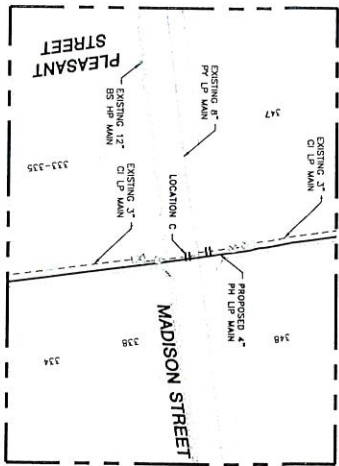 PLEASANT
STREET
EXISTING 12"
BS HP MAIN
EXISTING 8"
PY LP MAIN
347
EXISTING 3"
CI LP MAIN
333-335
EXISTING 3"
CI LP MAIN
LOCATION C
PROPOSED 4"
PH LIP MAIN
348
MADISON STREET
338
334